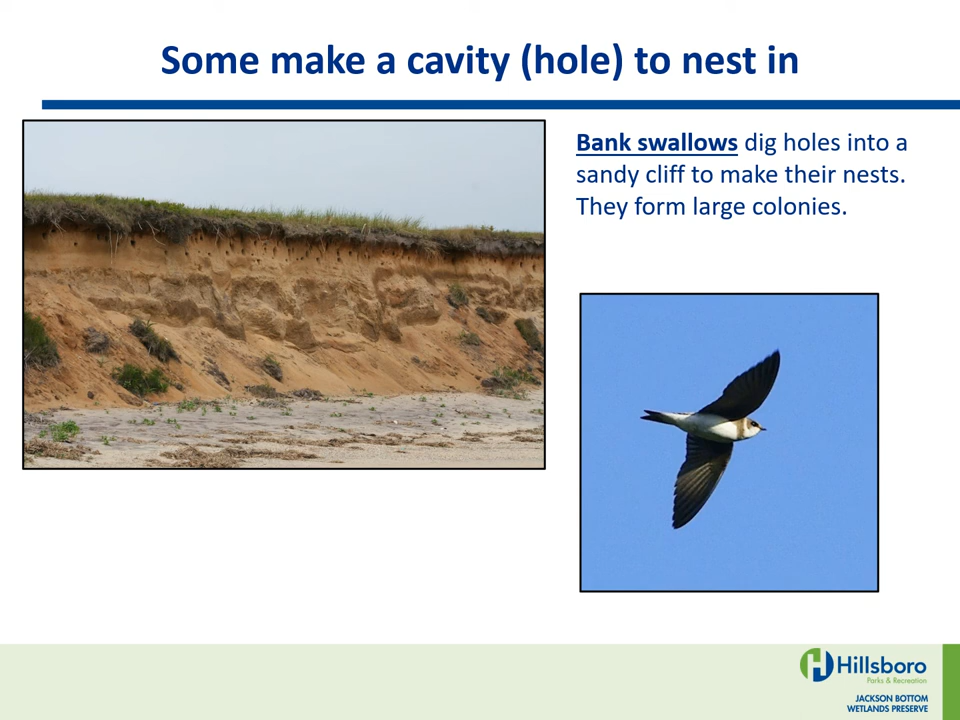 Some make a cavity (hole) to nest in
Bank swallows dig holes into a
sandy cliff to make their nests.
They form large colonies.
Hillsboro
Parks & Recreation
JACKSON BOTTOM
WETLANDS PRESERVE